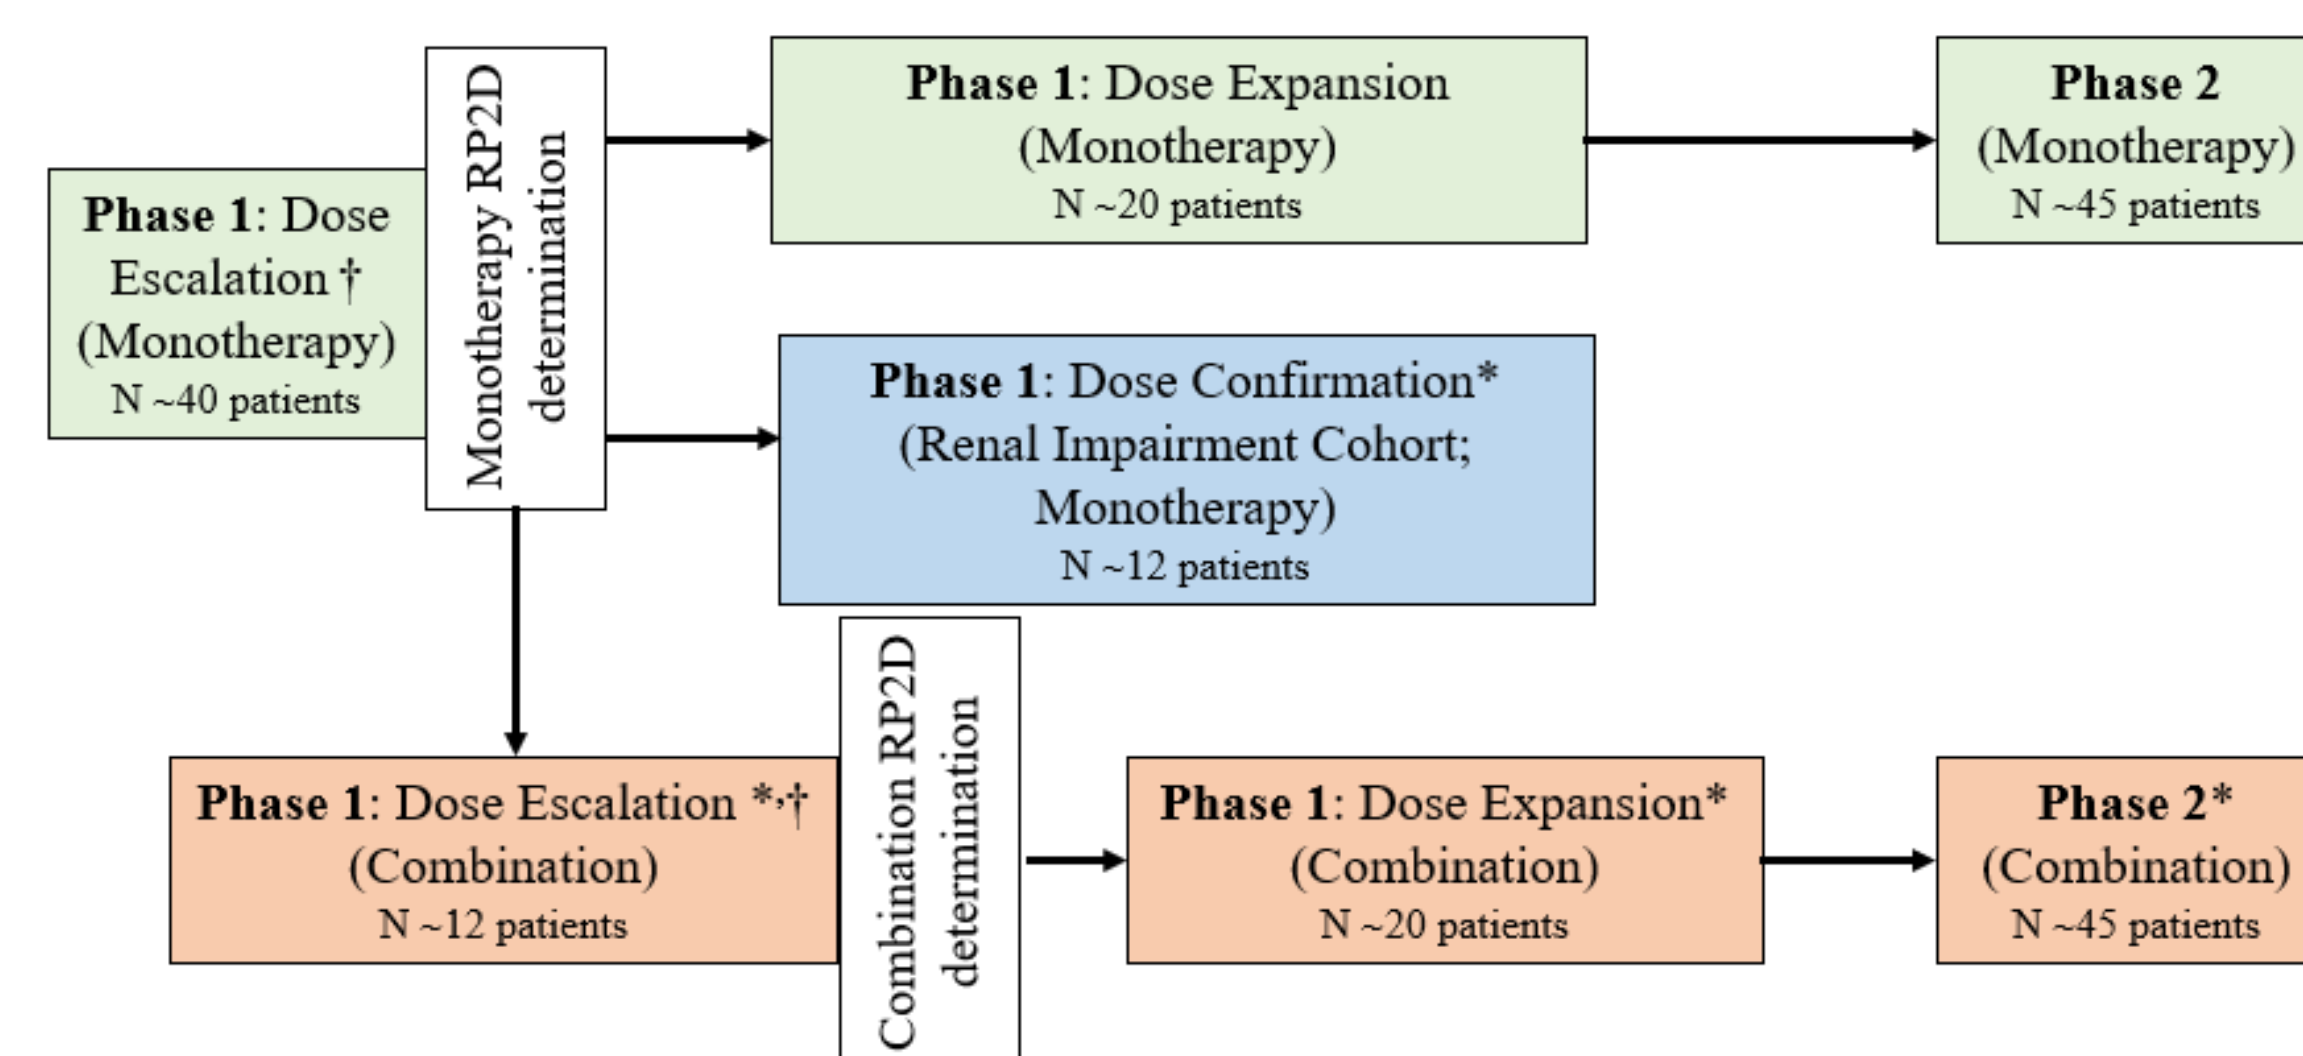 Phase 1: Dose
Escalation †
(Monotherapy)
N ~40 patients
Monotherapy RP2D
determination
Phase 1: Dose Expansion
(Monotherapy)
N ~20 patients
Phase 2
(Monotherapy)
N ~45 patients
Phase 1: Dose Confirmation*
(Renal Impairment Cohort;
Monotherapy)
N ~12 patients
Phase 1: Dose Escalation *,†
(Combination)
N ~12 patients
Combination RP2D
determination
Phase 1: Dose Expansion*
(Combination)
N ~20 patients
Phase 2*
(Combination)
N ~45 patients